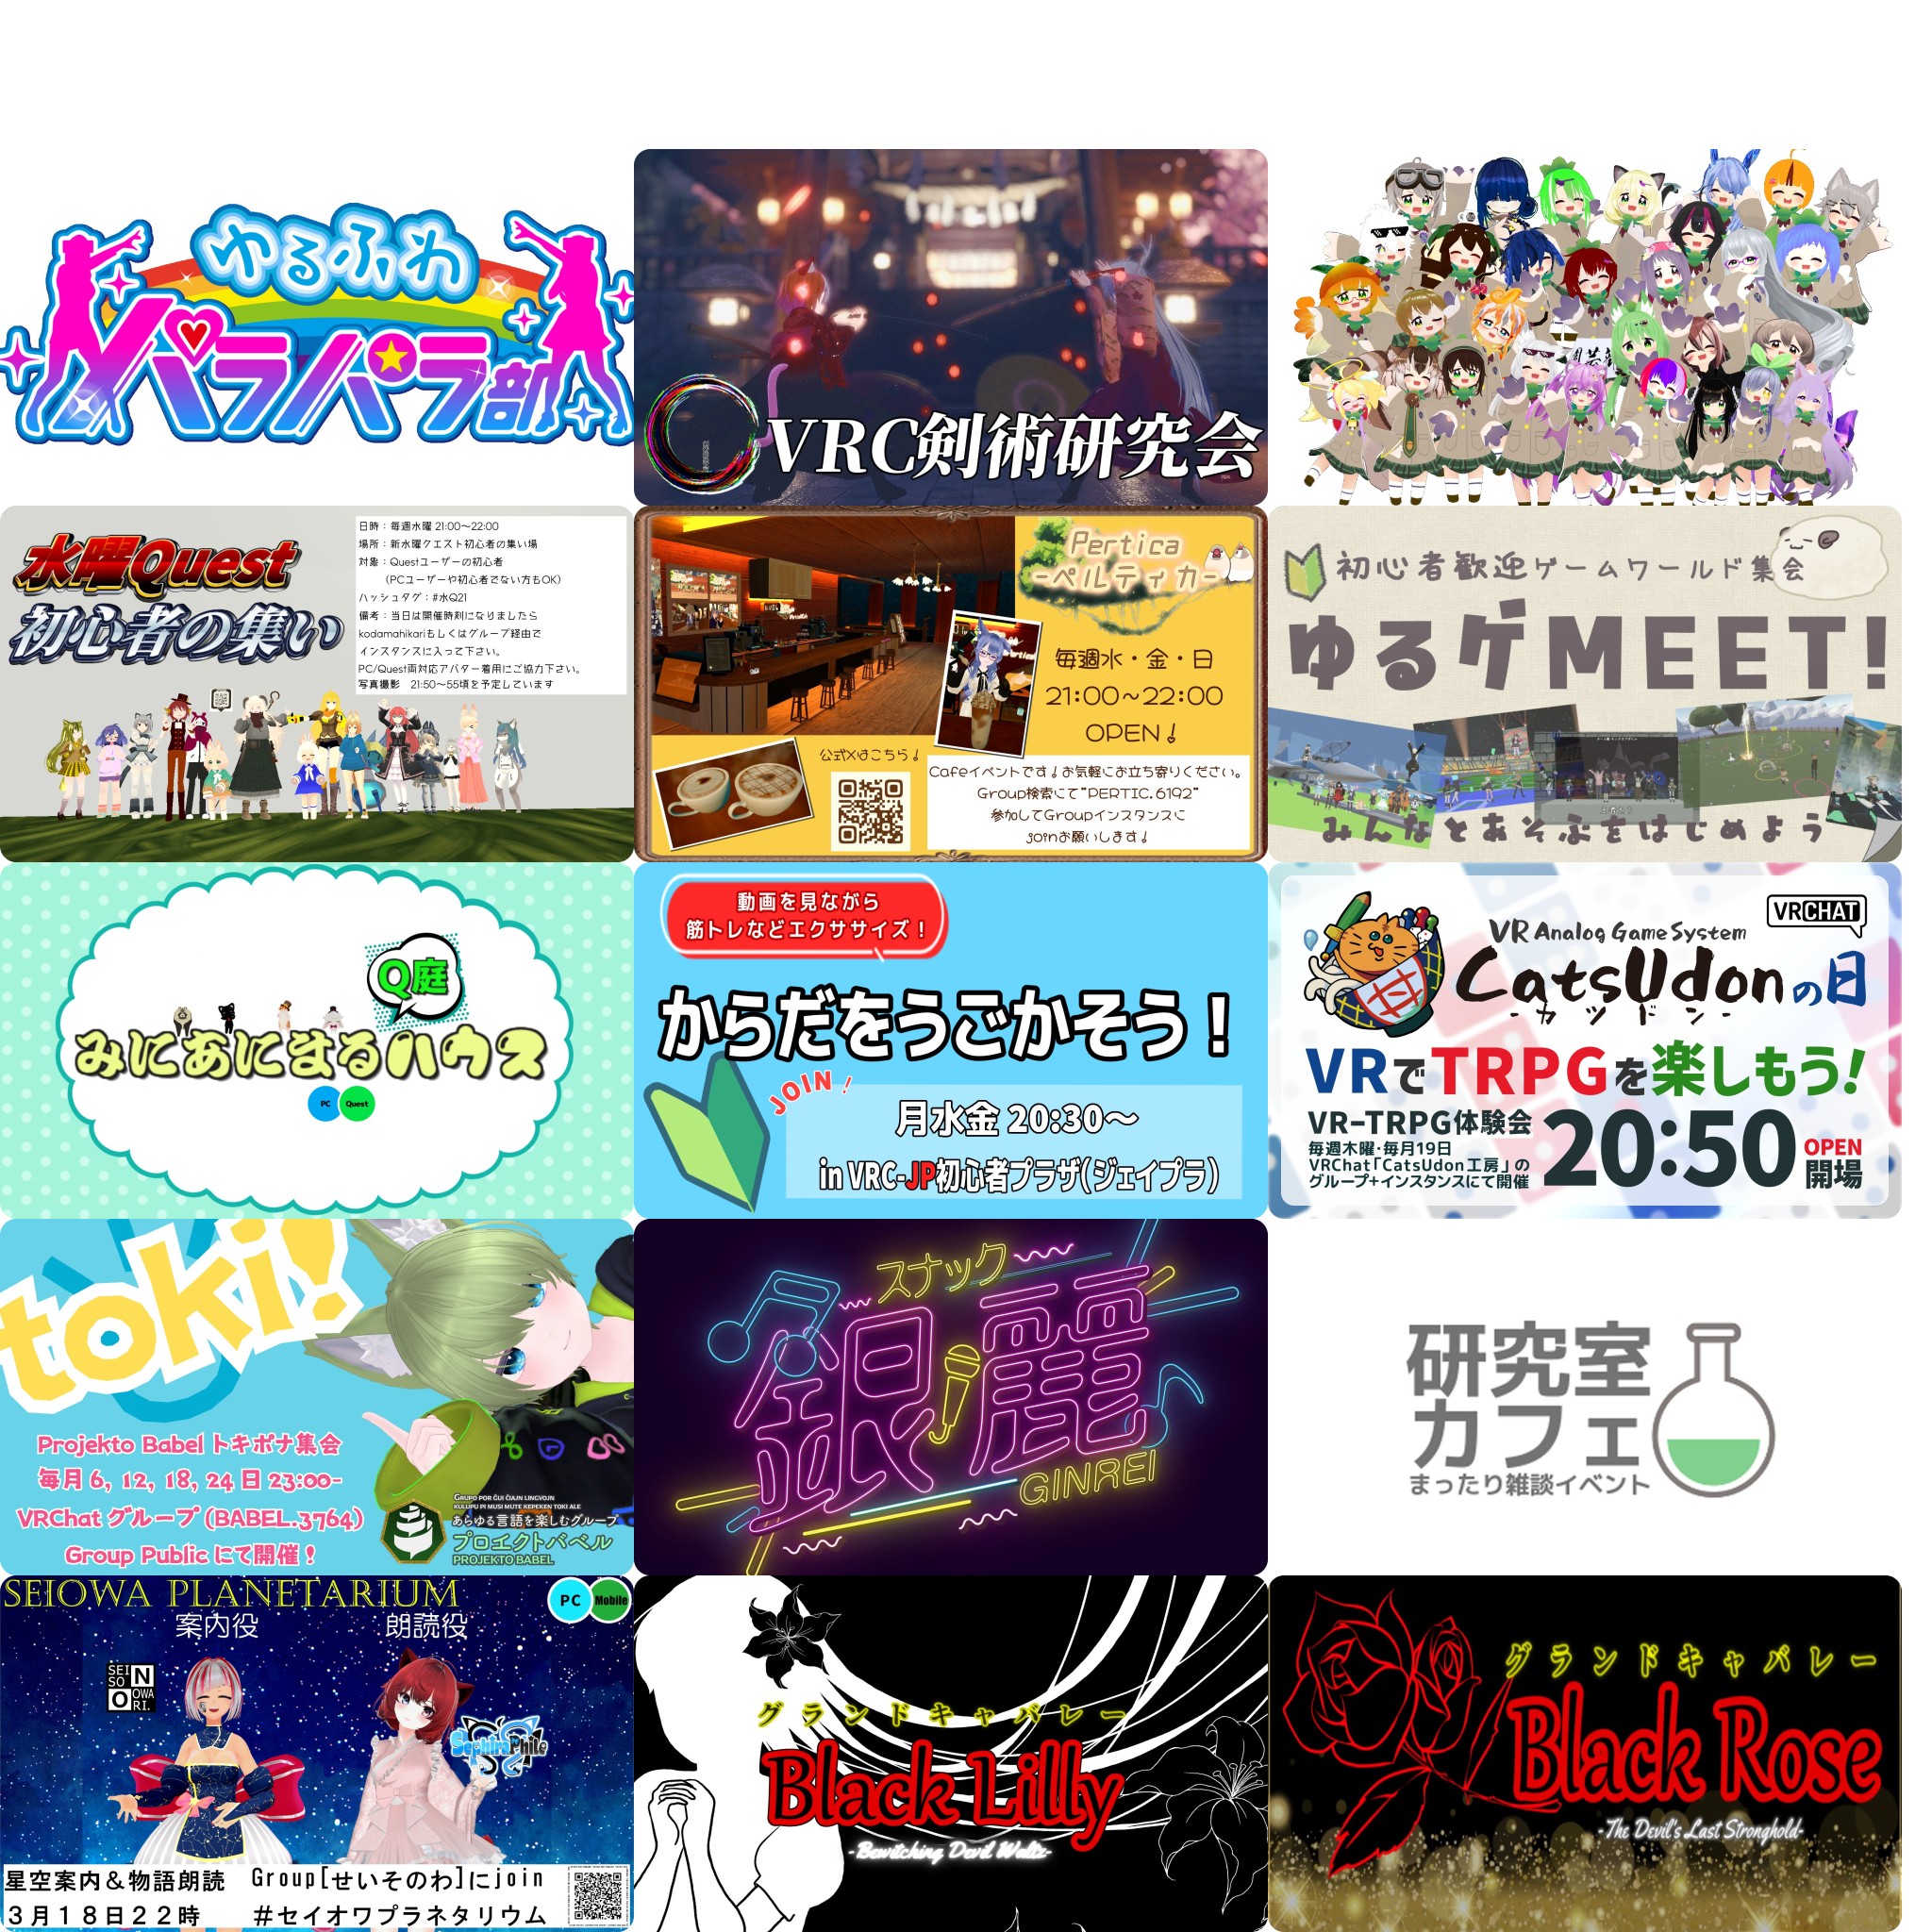 ゆるふわ
パラパラ部
VRC剣術研究会
水曜Quest
初心者の集い
日時:毎週水曜 21:00~22:00
場所:新水曜クエスト初心者の集い場
対象:Questユーザーの初心者
(PCユーザーや初心者でない方もOK)
ハッシュタグ:#水Q21
備考:当日は開催時刻になりましたら
kodamahikariもしくはグループ経由で
インスタンスに入って下さい。
PC/Quest両対応アバター着用にご協力下さい。
写真撮影 21:50~55頃を予定しています
Pertica
-ペルティカ-
毎週水・金・日
21:00~22:00
OPEN!
公式Xはこちら!
Cafeイベントです!お気軽にお立ち寄りください。
Group検索にて"PERTIC.6192"
参加してGroupインスタンスに
joinお願いします!
初心者歓迎ゲームワールド集会
ゆるゲMEET!
みんなとあそぶをはじめよう
Q庭
みにあにまるハウス
PC Quest
動画を見ながら
筋トレなどエクササイズ!
からだをうごかそう!
JOIN!
月水金 20:30~
in VRC-JP初心者プラザ(ジェイプラ)
VRCHAT
VR Analog Game System
CatsUdonの日
-カツドン-
VRでTRPGを楽しもう!
VR-TRPG体験会
毎週木曜・毎月19日
VRChat「CatsUdon工房」の
グループ+インスタンスにて開催
20:50
OPEN
開場
toki!
Projekto Babel トキポナ集会
毎月 6, 12, 18, 24 日 23:00-
VRChat グループ (BABEL.3764)
Group Public にて開催!
GRUPO POR ĜUI ĈIAJN LINGVOJN
KULUPU PI MUSI MUTE KEPEKEN TOKI ALE
あらゆる言語を楽しむグループ
プロエクトバベル
PROJEKTO BABEL
スナック
銀麗
GINREI
研究室
カフェ
まったり雑談イベント
SEIOWA PLANETARIUM
PC Mobile
案内役
朗読役
SEI N
SO
O OWA
RI.
SephiraPhile
星空案内&物語朗読
Group[せいそのわ]にjoin
3月18日22時
#セイオワプラネタリウム
グランドキャバレー
Black Lilly
-Bewitching Devil Waltz-
グランドキャバレー
Black Rose
-The Devil's Last Stronghold-